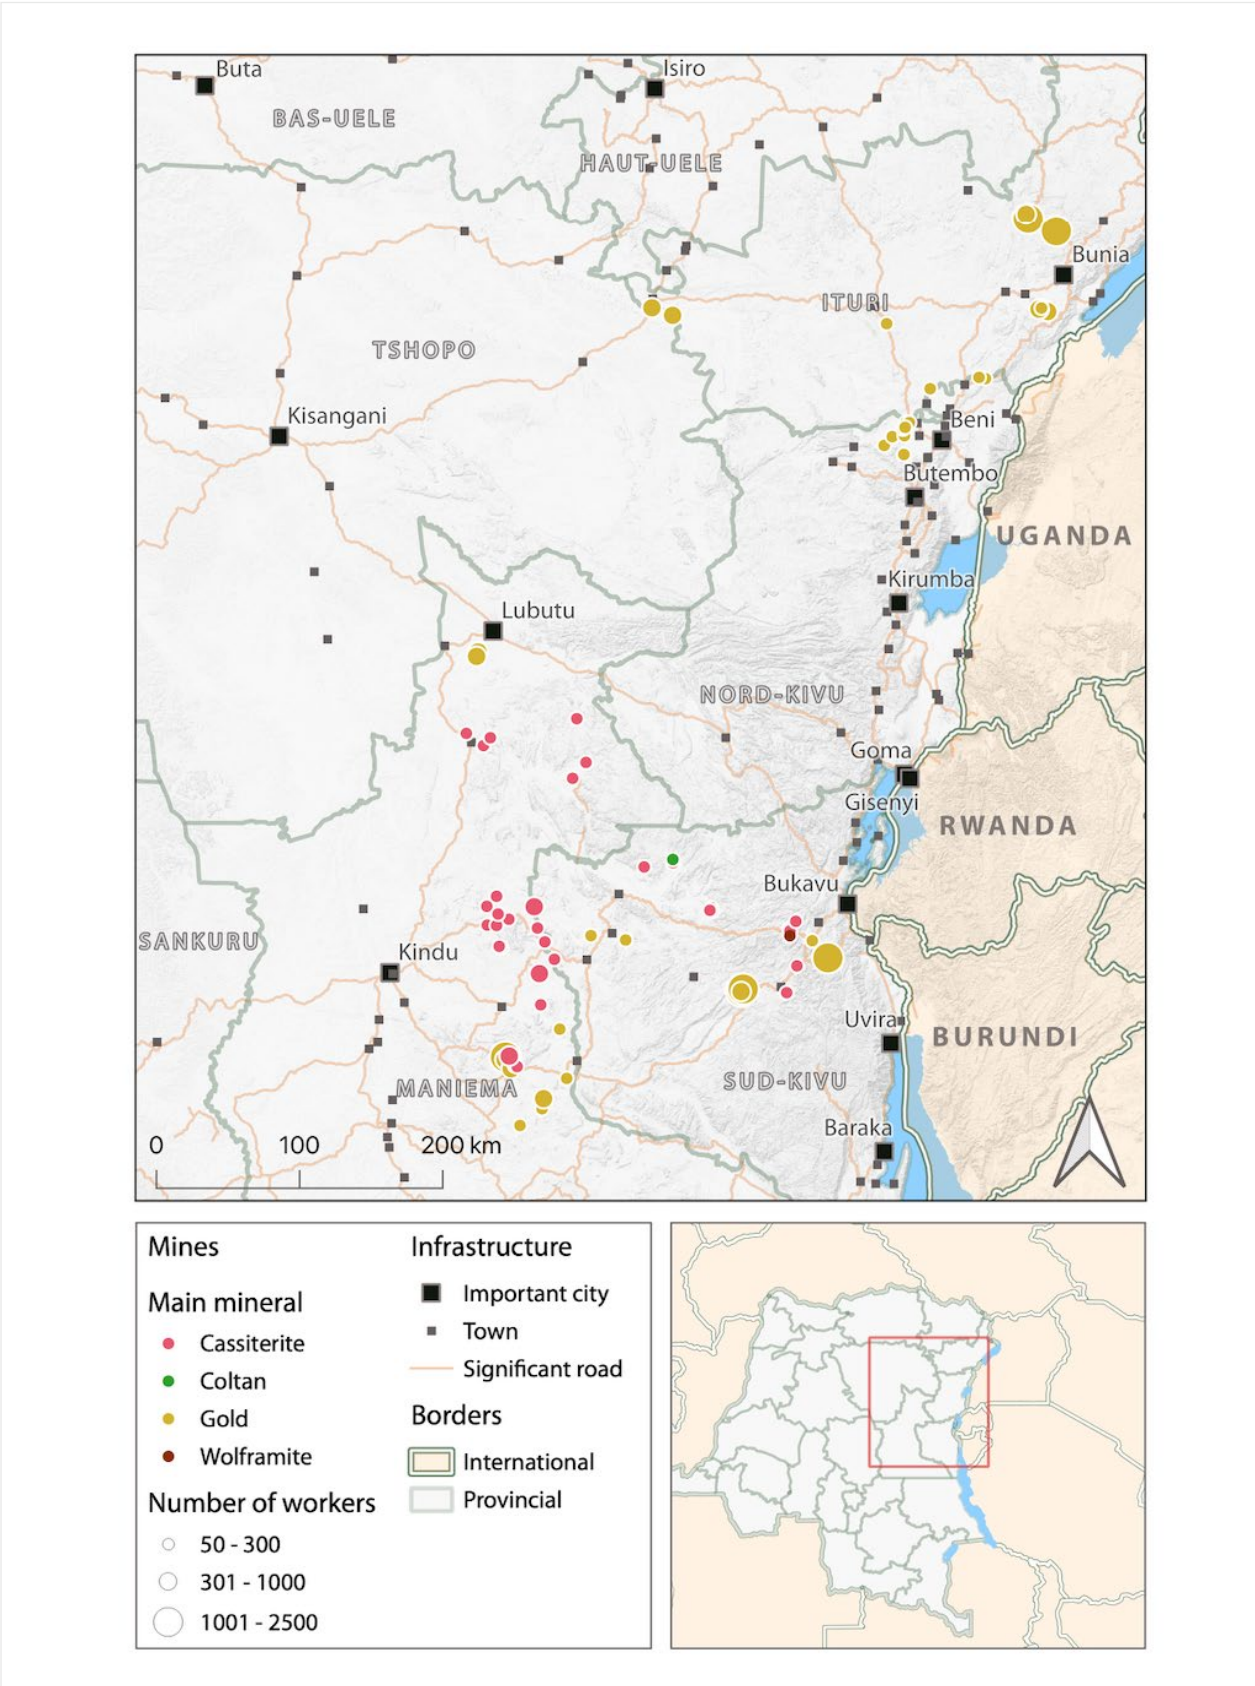 Buta
Isiro
BAS-UELE
HAUT-UELE
Bunia
ITURI
TSHOPO
Kisangani
Beni
Butembo
UGANDA
Kirumba
Lubutu
NORD-KIVU
Goma
Gisenyi
RWANDA
Bukavu
SANKURU
Kindu
Uvira
BURUNDI
SUD-KIVU
MANIEMA
Baraka
0 100 200 km
Mines
Main mineral
Cassiterite
Coltan
Gold
Wolframite
Number of workers
50 - 300
301 - 1000
1001 - 2500
Infrastructure
Important city
Town
Significant road
Borders
International
Provincial